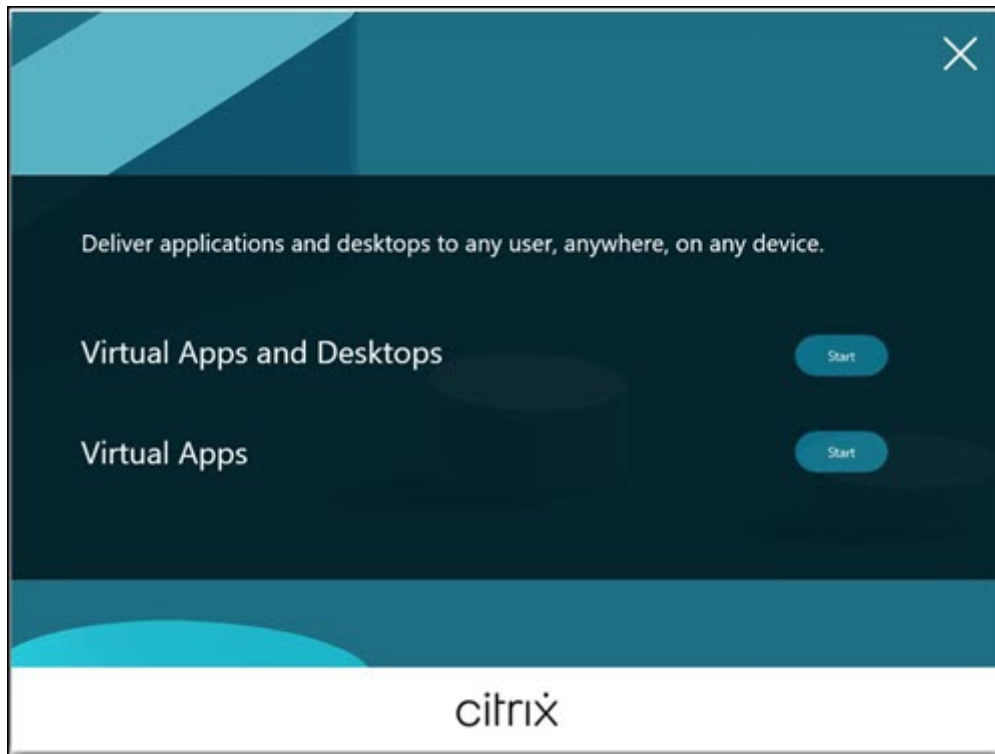 Deliver applications and desktops to any user, anywhere, on any device.
Virtual Apps and Desktops
Start
Virtual Apps
Start
citrix